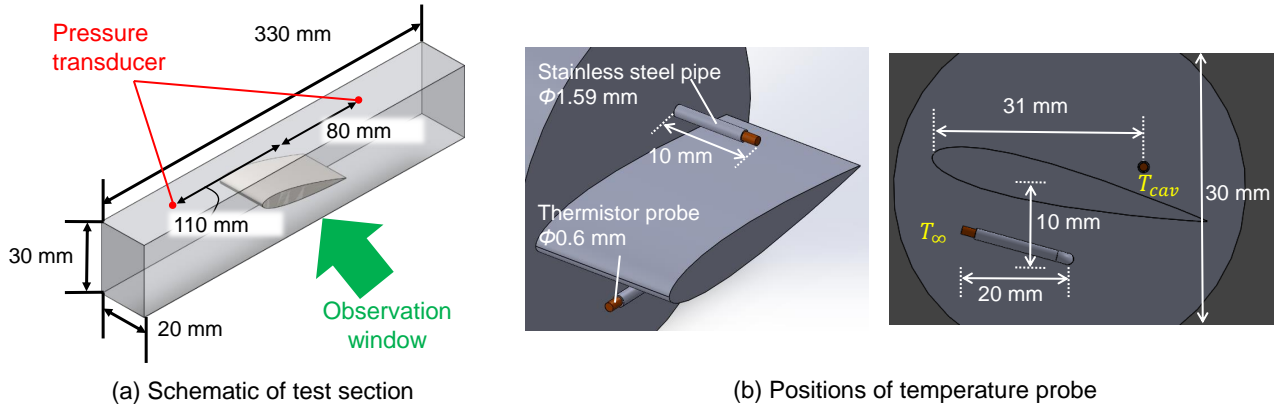 Pressure
transducer
330 mm
80 mm
110 mm
30 mm
20 mm
Observation
window
(a) Schematic of test section
Stainless steel pipe
Φ1.59 mm
10 mm
Thermistor probe
Φ0.6 mm
31 mm
T_{cav}
30 mm
10 mm
T_∞
20 mm
(b) Positions of temperature probe